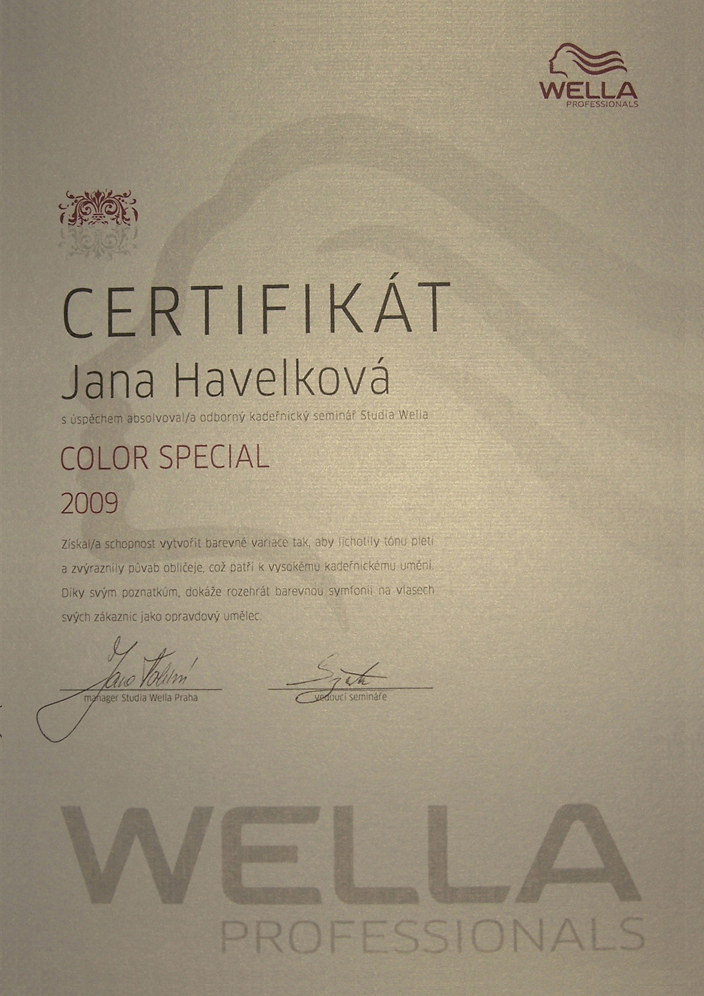 WELLA
PROFESSIONALS
CERTIFIKÁT
Jana Havelková
s úspěchem absolvoval/a odborný kadeřnický seminář Studia Wella
COLOR SPECIAL
2009
Získal/a schopnost vytvořit barevné variace tak, aby lichotily tónu pleti
a zvýraznily půvab obličeje, což patří k vysokému kadeřnickému umění.
Díky svým poznatkům, dokáže rozehrát barevnou symfonii na vlasech
svých zákaznic jako opravdový umělec.
manager Studia Wella Praha
vedoucí semináře
WELLA
PROFESSIONALS